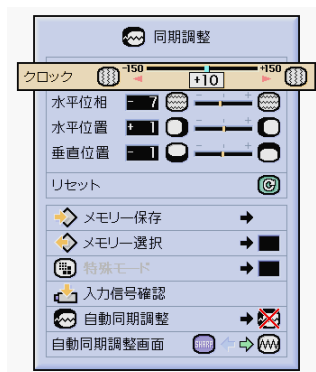 同期調整
クロック -150 +10 +150
水平位相 - 7 - +
水平位置 + 1 - +
垂直位置 - 1 - +
リセット
メモリー保存
メモリー選択
特殊モード
入力信号確認
自動同期調整
自動同期調整画面 SHARP